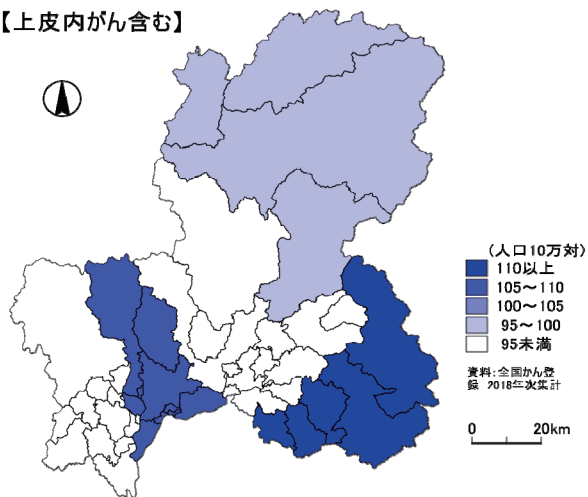 【上皮内がん含む】
(人口10万対)
110以上
105～110
100～105
95～100
95未満
資料:全国がん登
録 2018年次集計
0 20km